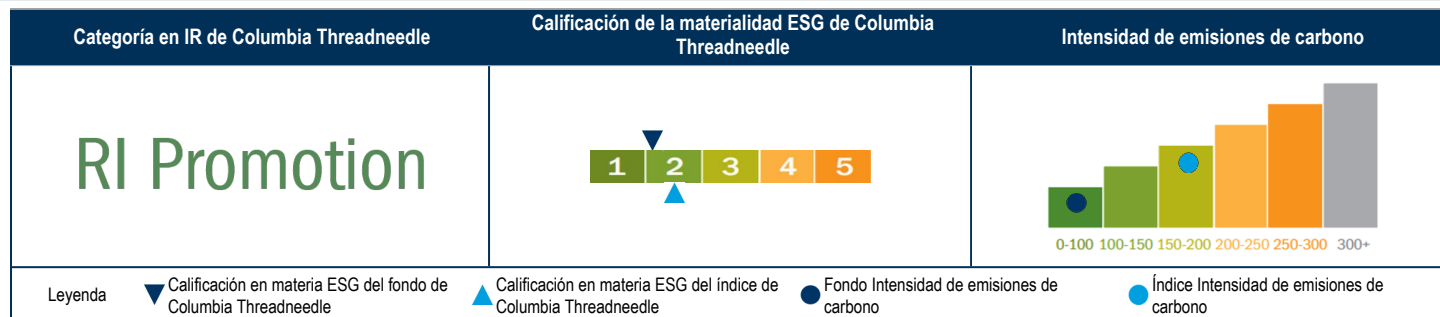 Categoría en IR de Columbia Threadneedle
Calificación de la materialidad ESG de Columbia
Threadneedle
Intensidad de emisiones de carbono
RI Promotion
1 2 3 4 5
0-100 100-150 150-200 200-250 250-300 300+
Leyenda
Calificación en materia ESG del fondo de
Columbia Threadneedle
Calificación en materia ESG del índice de
Columbia Threadneedle
Fondo Intensidad de emisiones de
carbono
Índice Intensidad de emisiones de
carbono